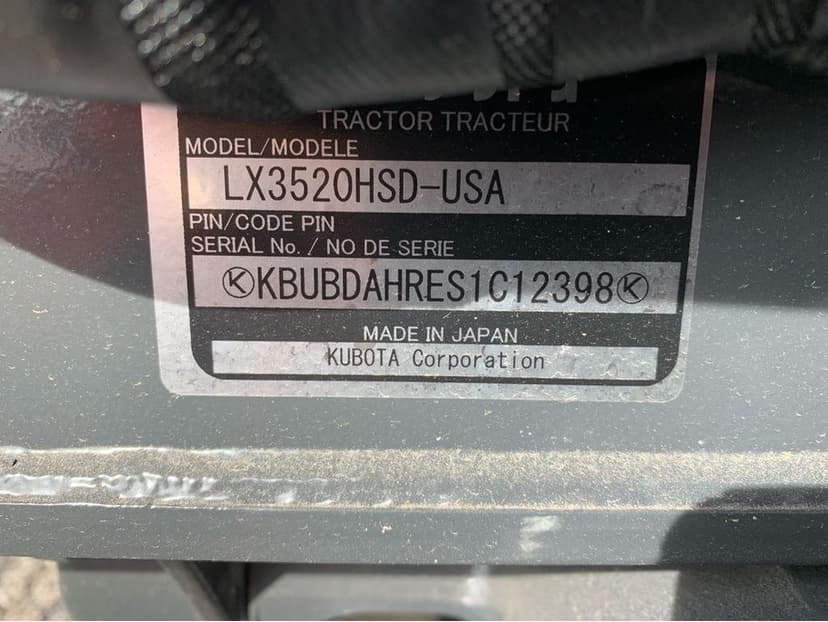 TRACTOR TRACTEUR
MODEL/MODELE
LX3520HSD-USA
PIN/CODE PIN
SERIAL No. / NO DE SERIE
KBUBDAHRES1C12398
MADE IN JAPAN
KUBOTA Corporation